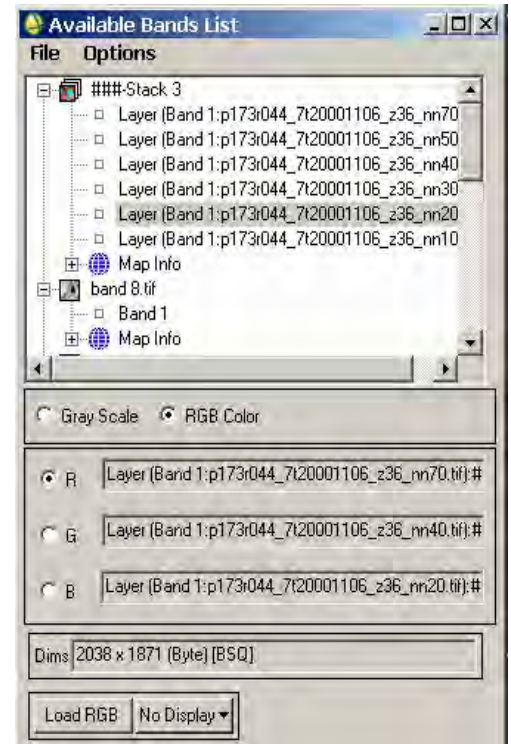 Available Bands List
File Options
###-Stack 3
Layer (Band 1:p173r044_7t20001106_z36_nn70
Layer (Band 1:p173r044_7t20001106_z36_nn50
Layer (Band 1:p173r044_7t20001106_z36_nn40
Layer (Band 1:p173r044_7t20001106_z36_nn30
Layer (Band 1:p173r044_7t20001106_z36_nn20
Layer (Band 1:p173r044_7t20001106_z36_nn10
Map Info
band 8.tif
Band 1
Map Info
Gray Scale RGB Color
R Layer (Band 1:p173r044_7t20001106_z36_nn70.tif):#
G Layer (Band 1:p173r044_7t20001106_z36_nn40.tif):#
B Layer (Band 1:p173r044_7t20001106_z36_nn20.tif):#
Dims 2038 x 1871 (Byte) [BSQ]
Load RGB No Display